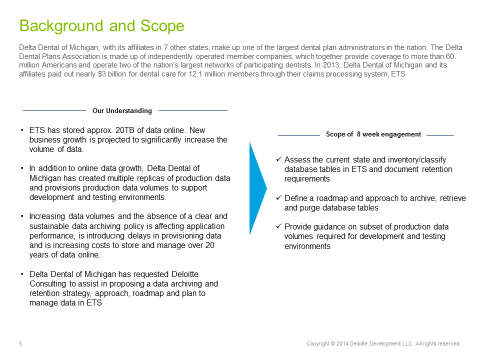 Background and Scope
Delta Dental of Michigan, with its affiliates in 7 other states, make up one of the largest dental plan administrators in the nation. The Delta
Dental Plans Association is made up of independently operated member companies, which together provide coverage to more than 60
million Americans and operate two of the nation's largest networks of participating dentists. In 2013, Delta Dental of Michigan and its
affiliates paid out nearly $3 billion for dental care for 12.1 million members through their claims processing system, ETS
Our Understanding
• ETS has stored approx. 20TB of data online. New
business growth is projected to significantly increase the
volume of data.
• In addition to online data growth, Delta Dental of
Michigan has created multiple replicas of production data
and provisions production data volumes to support
development and testing environments.
• Increasing data volumes and the absence of a clear and
sustainable data archiving policy is affecting application
performance, is introducing delays in provisioning data
and is increasing costs to store and manage over 20
years of data online.
• Delta Dental of Michigan has requested Deloitte
Consulting to assist in proposing a data archiving and
retention strategy, approach, roadmap and plan to
manage data in ETS
Scope of 8 week engagement
✓ Assess the current state and inventory/classify
database tables in ETS and document retention
requirements
✓ Define a roadmap and approach to archive, retrieve
and purge database tables
✓ Provide guidance on subset of production data
volumes required for development and testing
environments
5
Copyright © 2014 Deloitte Development LLC. All rights reserved.